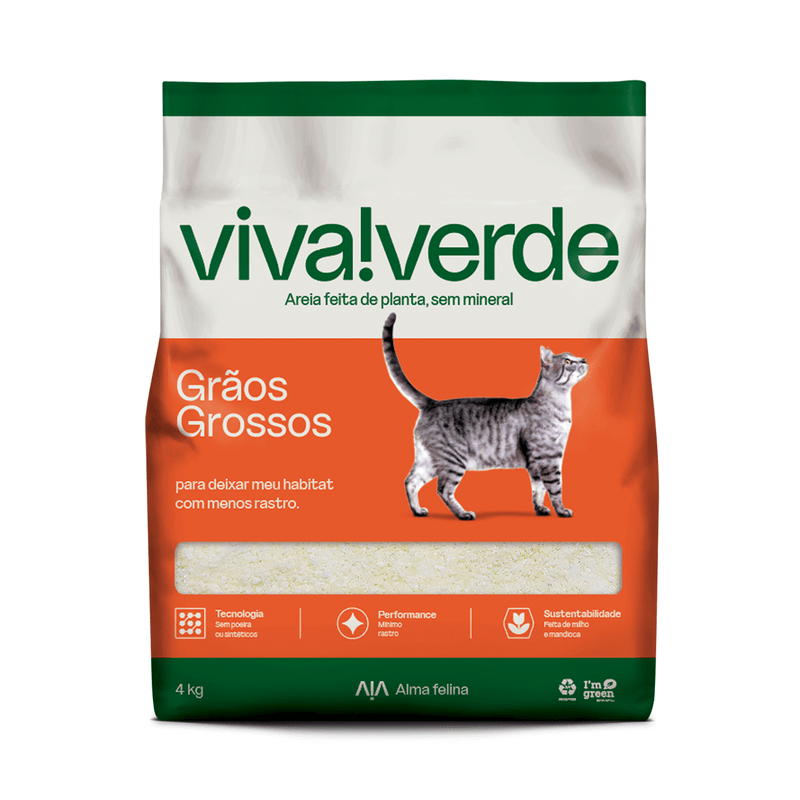 viva!verde
Areia feita de planta, sem mineral
Grãos
Grossos
para deixar meu habitat
com menos rastro.
Tecnologia
Sem poeira
ou sintéticos
Performance
Mínimo
rastro
Sustentabilidade
Feita de milho
e mandioca
4 kg
Alma felina
I'm
green